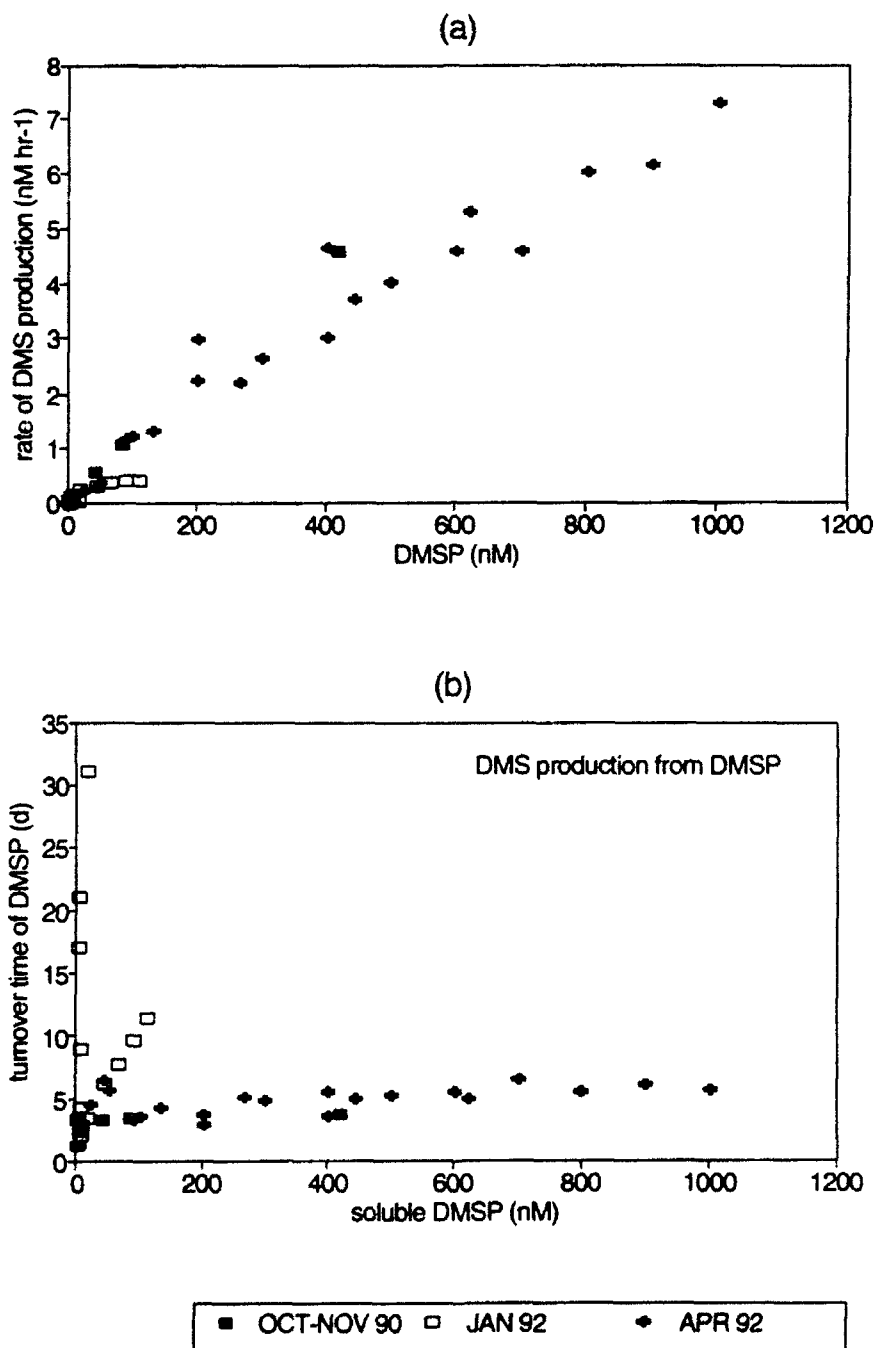 (a)
rate of DMS production (nM hr-1)
8
7
6
5
4
3
2
1
0
0 200 400 600 800 1000 1200
DMSP (nM)
(b)
turnover time of DMSP (d)
35
30
25
20
15
10
5
0
DMS production from DMSP
0 200 400 600 800 1000 1200
soluble DMSP (nM)
OCT-NOV 90 JAN 92 APR 92